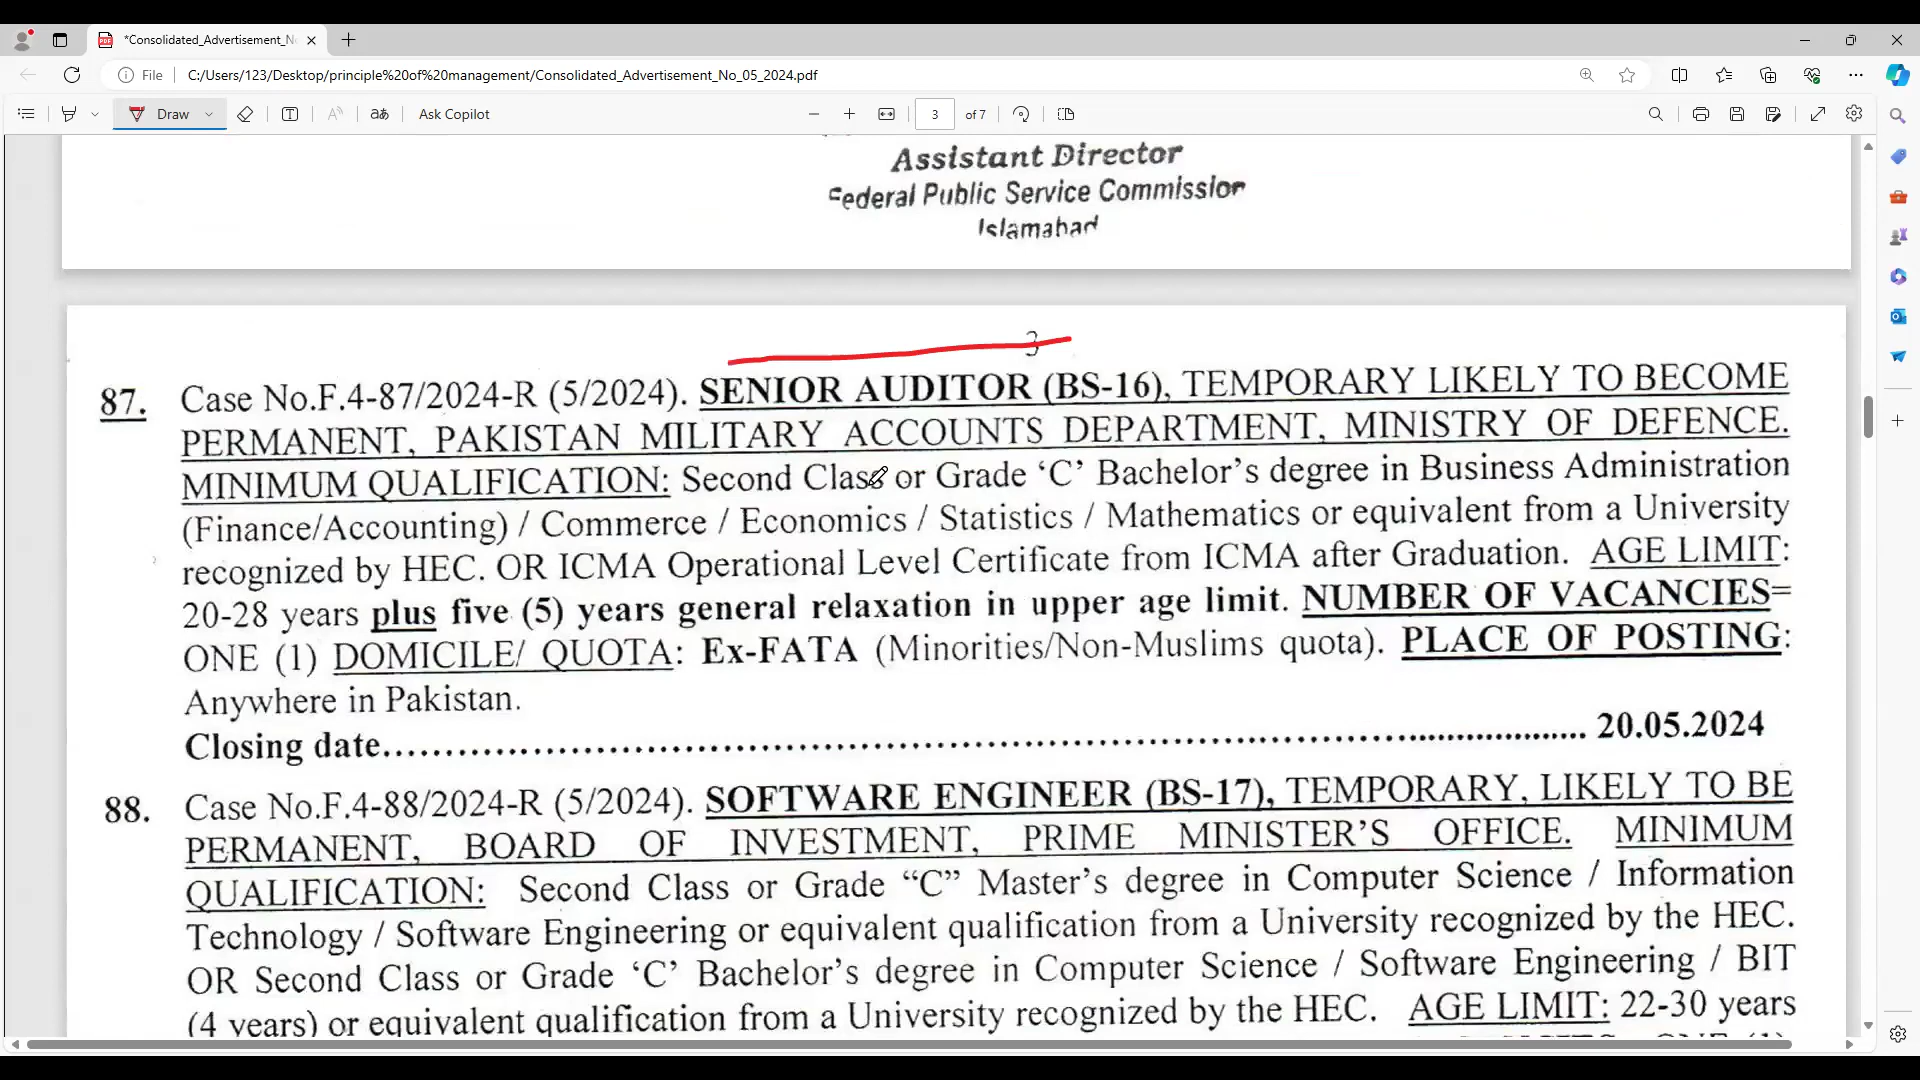 *Consolidated_Advertisement_N
File
C:/Users/123/Desktop/principle%20of%20management/Consolidated_Advertisement_No_05_2024.pdf
Draw
Ask Copilot
3
of 7
Assistant Director
Federal Public Service Commission
Islamabad
3
87. Case No.F.4-87/2024-R (5/2024). SENIOR AUDITOR (BS-16), TEMPORARY LIKELY TO BECOME
PERMANENT, PAKISTAN MILITARY ACCOUNTS DEPARTMENT, MINISTRY OF DEFENCE.
MINIMUM QUALIFICATION: Second Class or Grade ‘C’ Bachelor’s degree in Business Administration
(Finance/Accounting) / Commerce / Economics / Statistics / Mathematics or equivalent from a University
recognized by HEC. OR ICMA Operational Level Certificate from ICMA after Graduation. AGE LIMIT:
20-28 years plus five (5) years general relaxation in upper age limit. NUMBER OF VACANCIES=
ONE (1) DOMICILE/ QUOTA: Ex-FATA (Minorities/Non-Muslims quota). PLACE OF POSTING:
Anywhere in Pakistan.
Closing date........................................................................................................ 20.05.2024
88. Case No.F.4-88/2024-R (5/2024). SOFTWARE ENGINEER (BS-17), TEMPORARY, LIKELY TO BE
PERMANENT, BOARD OF INVESTMENT, PRIME MINISTER’S OFFICE. MINIMUM
QUALIFICATION: Second Class or Grade “C” Master’s degree in Computer Science / Information
Technology / Software Engineering or equivalent qualification from a University recognized by the HEC.
OR Second Class or Grade ‘C’ Bachelor’s degree in Computer Science / Software Engineering / BIT
(4 years) or equivalent qualification from a University recognized by the HEC. AGE LIMIT: 22-30 years